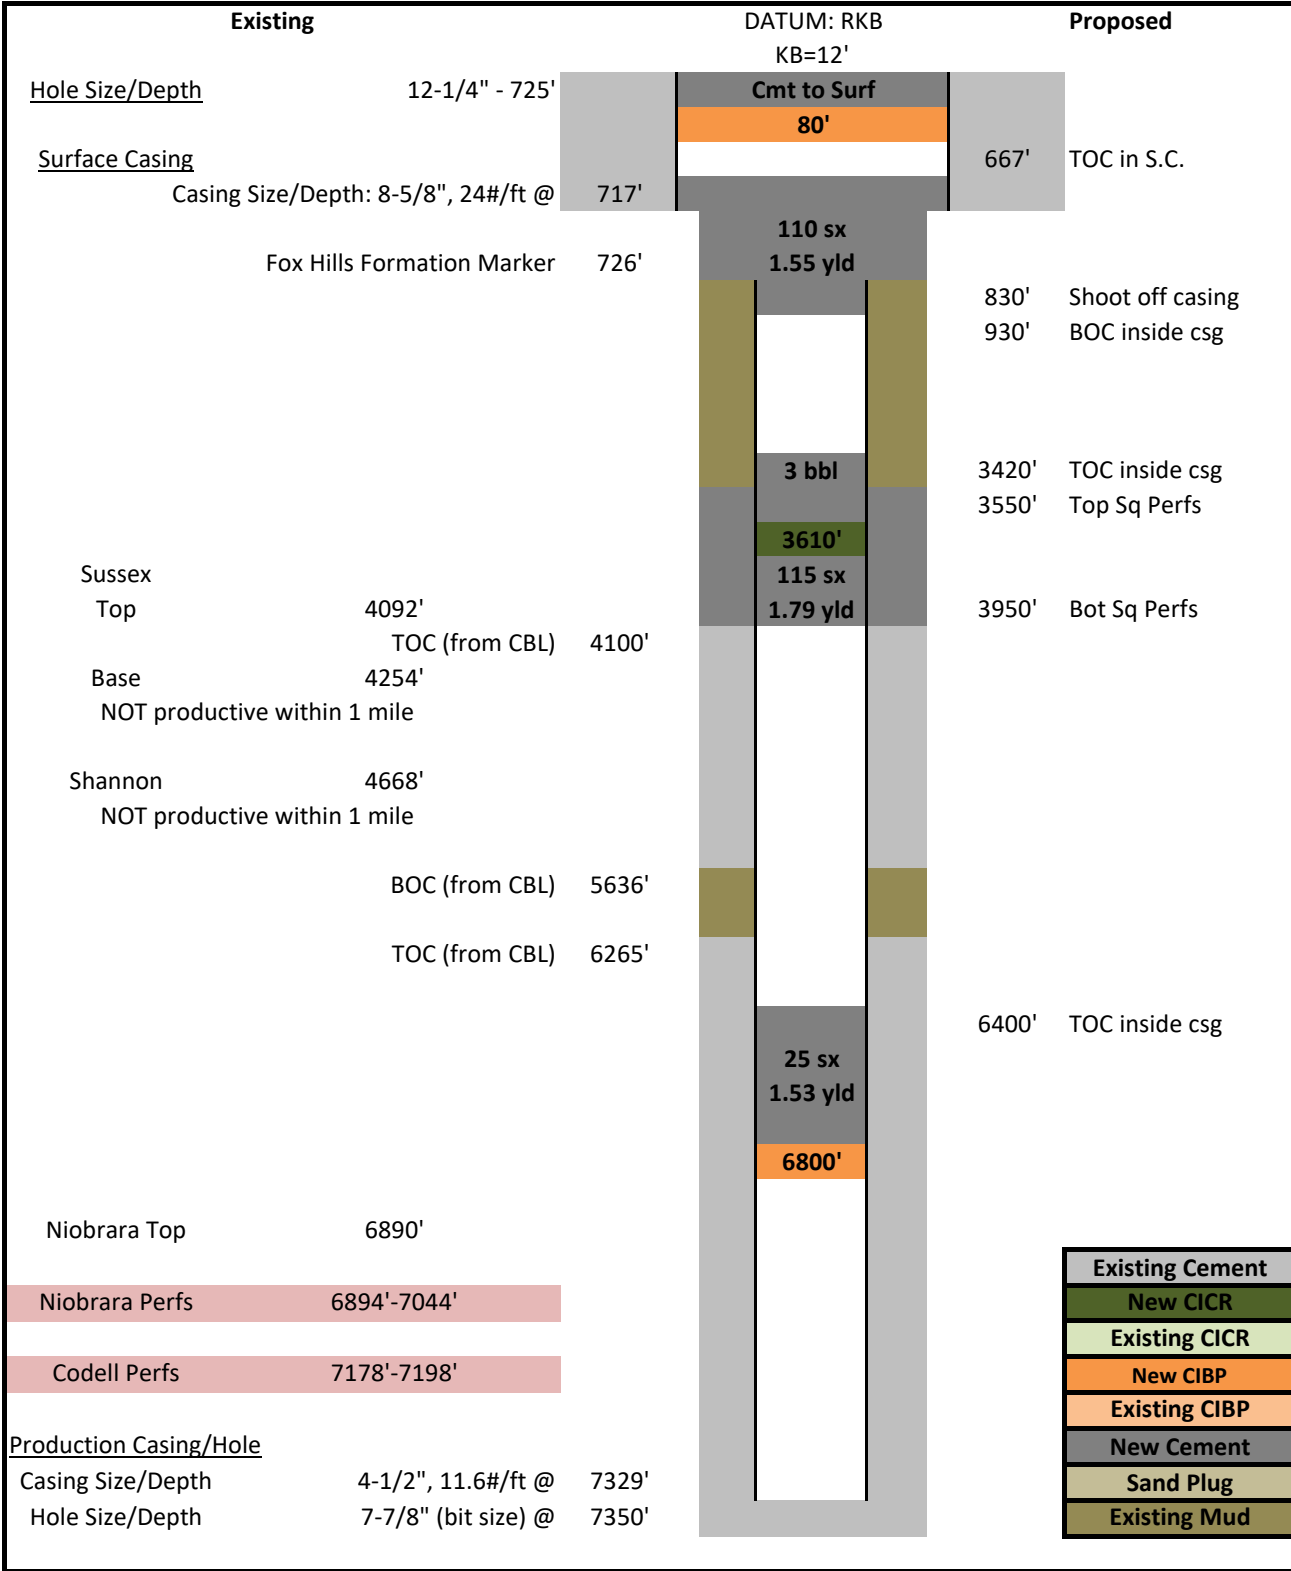 Existing DATUM: RKB Proposed
KB=12'
Hole Size/Depth 12-1/4" - 725' Cmt to Surf
80'
Surface Casing 667' TOC in S.C.
Casing Size/Depth: 8-5/8", 24#/ft @ 717'
110 sx
Fox Hills Formation Marker 726' 1.55 yld
830' Shoot off casing
930' BOC inside csg
3 bbl 3420' TOC inside csg
3550' Top Sq Perfs
3610'
Sussex 115 sx
Top 4092' 1.79 yld 3950' Bot Sq Perfs
TOC (from CBL) 4100'
Base 4254'
NOT productive within 1 mile
Shannon 4668'
NOT productive within 1 mile
BOC (from CBL) 5636'
TOC (from CBL) 6265'
6400' TOC inside csg
25 sx
1.53 yld
6800'
Niobrara Top 6890'
Existing Cement
Niobrara Perfs 6894'-7044' New CICR
Existing CICR
Codell Perfs 7178'-7198' New CIBP
Existing CIBP
Production Casing/Hole New Cement
Casing Size/Depth 4-1/2", 11.6#/ft @ 7329' Sand Plug
Hole Size/Depth 7-7/8" (bit size) @ 7350' Existing Mud